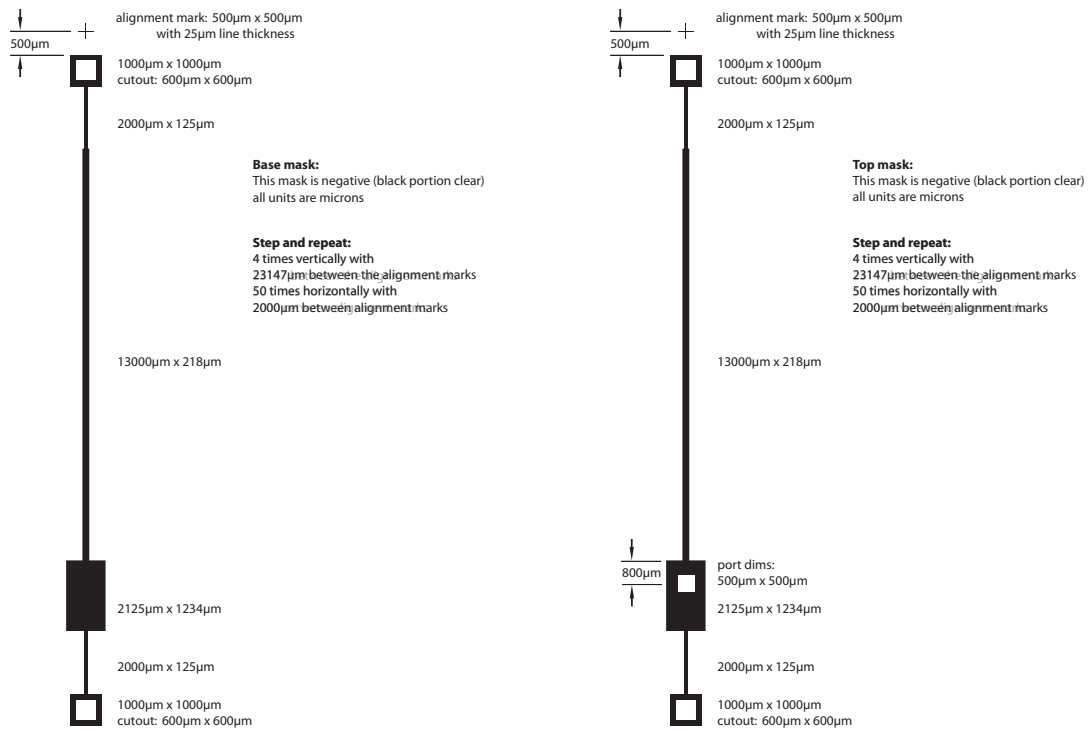 alignment mark: 500µm x 500µm
with 25µm line thickness
500µm
1000µm x 1000µm
cutout: 600µm x 600µm
2000µm x 125µm
Base mask:
This mask is negative (black portion clear)
all units are microns
Step and repeat:
4 times vertically with
23147µm between the alignment marks
50 times horizontally with
2000µm between alignment marks
13000µm x 218µm
2125µm x 1234µm
2000µm x 125µm
1000µm x 1000µm
cutout: 600µm x 600µm
alignment mark: 500µm x 500µm
with 25µm line thickness
500µm
1000µm x 1000µm
cutout: 600µm x 600µm
2000µm x 125µm
Top mask:
This mask is negative (black portion clear)
all units are microns
Step and repeat:
4 times vertically with
23147µm between the alignment marks
50 times horizontally with
2000µm between alignment marks
13000µm x 218µm
800µm
port dims:
500µm x 500µm
2125µm x 1234µm
2000µm x 125µm
1000µm x 1000µm
cutout: 600µm x 600µm